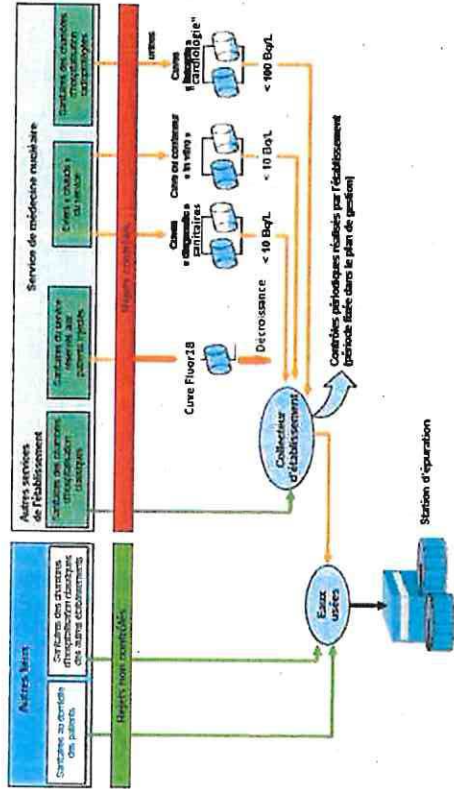 Autres lieux
Sanitaires au domicile
des patients
Sanitaires des chambres
d'hospitalisation classiques
des autres établissements
Rejets non contrôlés
Autres services
de l'établissement
Sanitaires des chambres
d'hospitalisation
classiques
Service de médecine nucléaire
Sanitaires du service
réservés aux
patients injectés
Eviers « chauds »
du service
Sanitaires des chambres
d'hospitalisation
Rejets contrôlés
urines
Cuve Fluor18
Décroissance
Cuves
sanitaires
< 10 Bq/L
Cuve ou conteneur
« in vitro »
< 10 Bq/L
Cuves
cardiologie"
< 100 Bq/L
Collecteur
d'établissement
Contrôles périodiques réalisés par l'établissement
(période fixée dans le plan de gestion)
Eaux
usées
Station d'épuration